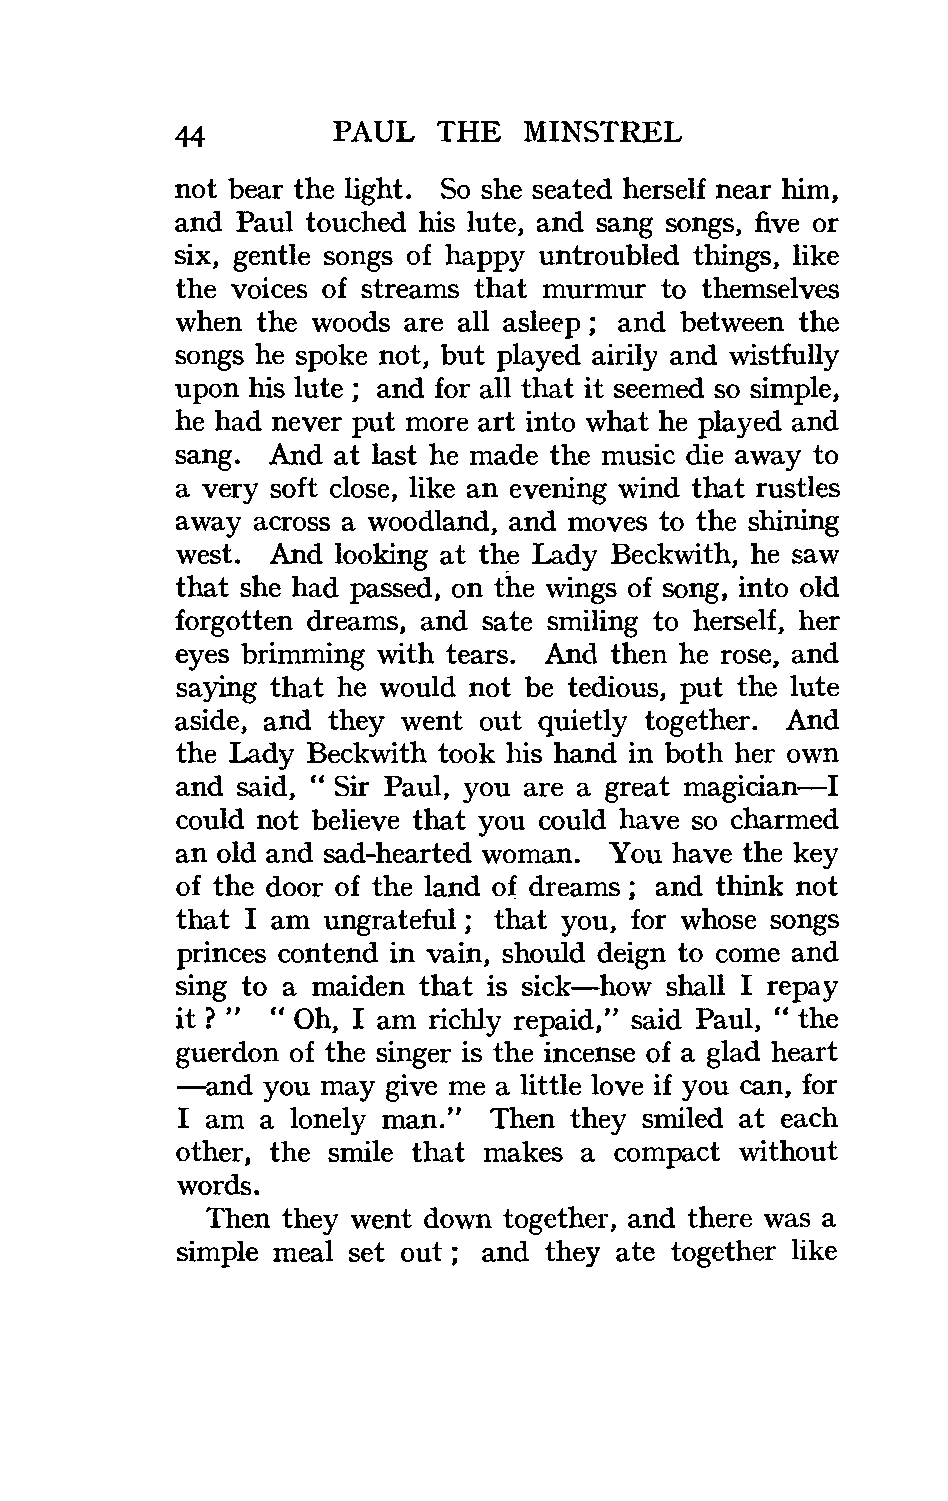 44 PAUL THE MINSTREL
not bear the light. So she seated herself near him,
and Paul touched his lute, and sang songs, five or
six, gentle songs of happy untroubled things, like
the voices of streams that murmur to themselves
when the woods are all asleep ; and between the
songs he spoke not, but played airily and wistfully
upon his lute ; and for all that it seemed so simple,
he had never put more art into what he played and
sang. And at last he made the music die away to
a very soft close, like an evening wind that rustles
away across a woodland, and moves to the shining
west. And looking at the Lady Beckwith, he saw
that she had passed, on the wings of song, into old
forgotten dreams, and sate smiling to herself, her
eyes brimming with tears. And then he rose, and
saying that he would not be tedious, put the lute
aside, and they went out quietly together. And
the Lady Beckwith took his hand in both her own
and said, “ Sir Paul, you are a great magician—I
could not believe that you could have so charmed
an old and sad-hearted woman. You have the key
of the door of the land of dreams ; and think not
that I am ungrateful ; that you, for whose songs
princes contend in vain, should deign to come and
sing to a maiden that is sick—how shall I repay
it ? ” “ Oh, I am richly repaid,” said Paul, “ the
guerdon of the singer is the incense of a glad heart
—and you may give me a little love if you can, for
I am a lonely man.” Then they smiled at each
other, the smile that makes a compact without
words.
Then they went down together, and there was a
simple meal set out ; and they ate together like